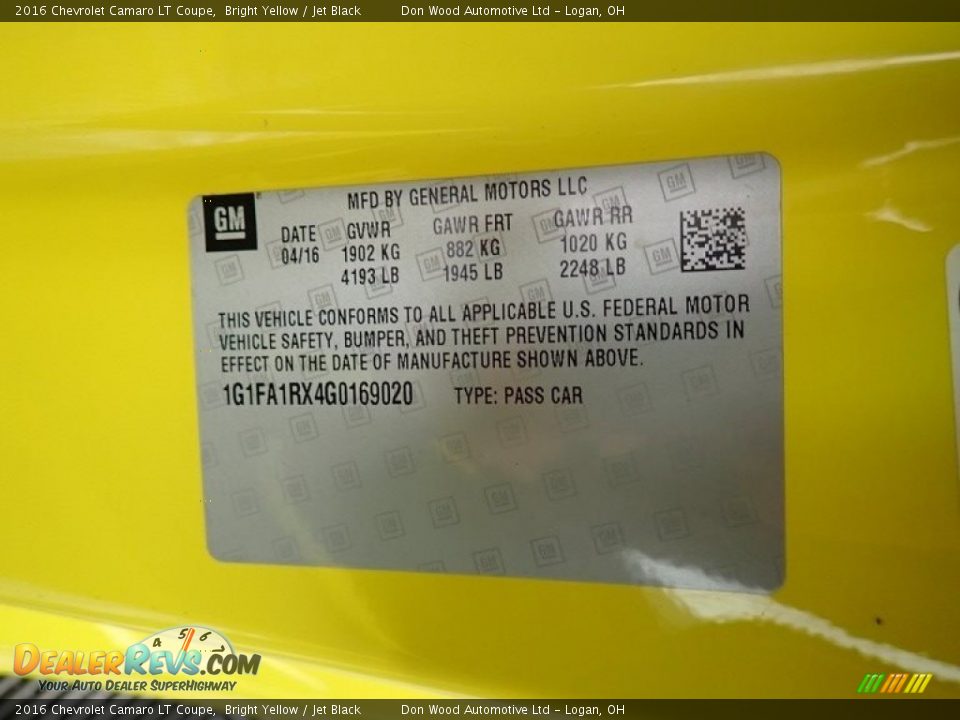 2016 Chevrolet Camaro LT Coupe,  Bright Yellow / Jet Black          Don Wood Automotive Ltd - Logan, OH
GM
MFD BY GENERAL MOTORS LLC
DATE GVWR GAWR FRT GAWR RR
04/16 1902 KG 882 KG 1020 KG
4193 LB 1945 LB 2248 LB
THIS VEHICLE CONFORMS TO ALL APPLICABLE U.S. FEDERAL MOTOR
VEHICLE SAFETY, BUMPER, AND THEFT PREVENTION STANDARDS IN
EFFECT ON THE DATE OF MANUFACTURE SHOWN ABOVE.
1G1FA1RX4G0169020 TYPE: PASS CAR
4 5 6
DEALERREVS.COM
YOUR AUTO DEALER SUPERHIGHWAY
2016 Chevrolet Camaro LT Coupe,  Bright Yellow / Jet Black          Don Wood Automotive Ltd - Logan, OH